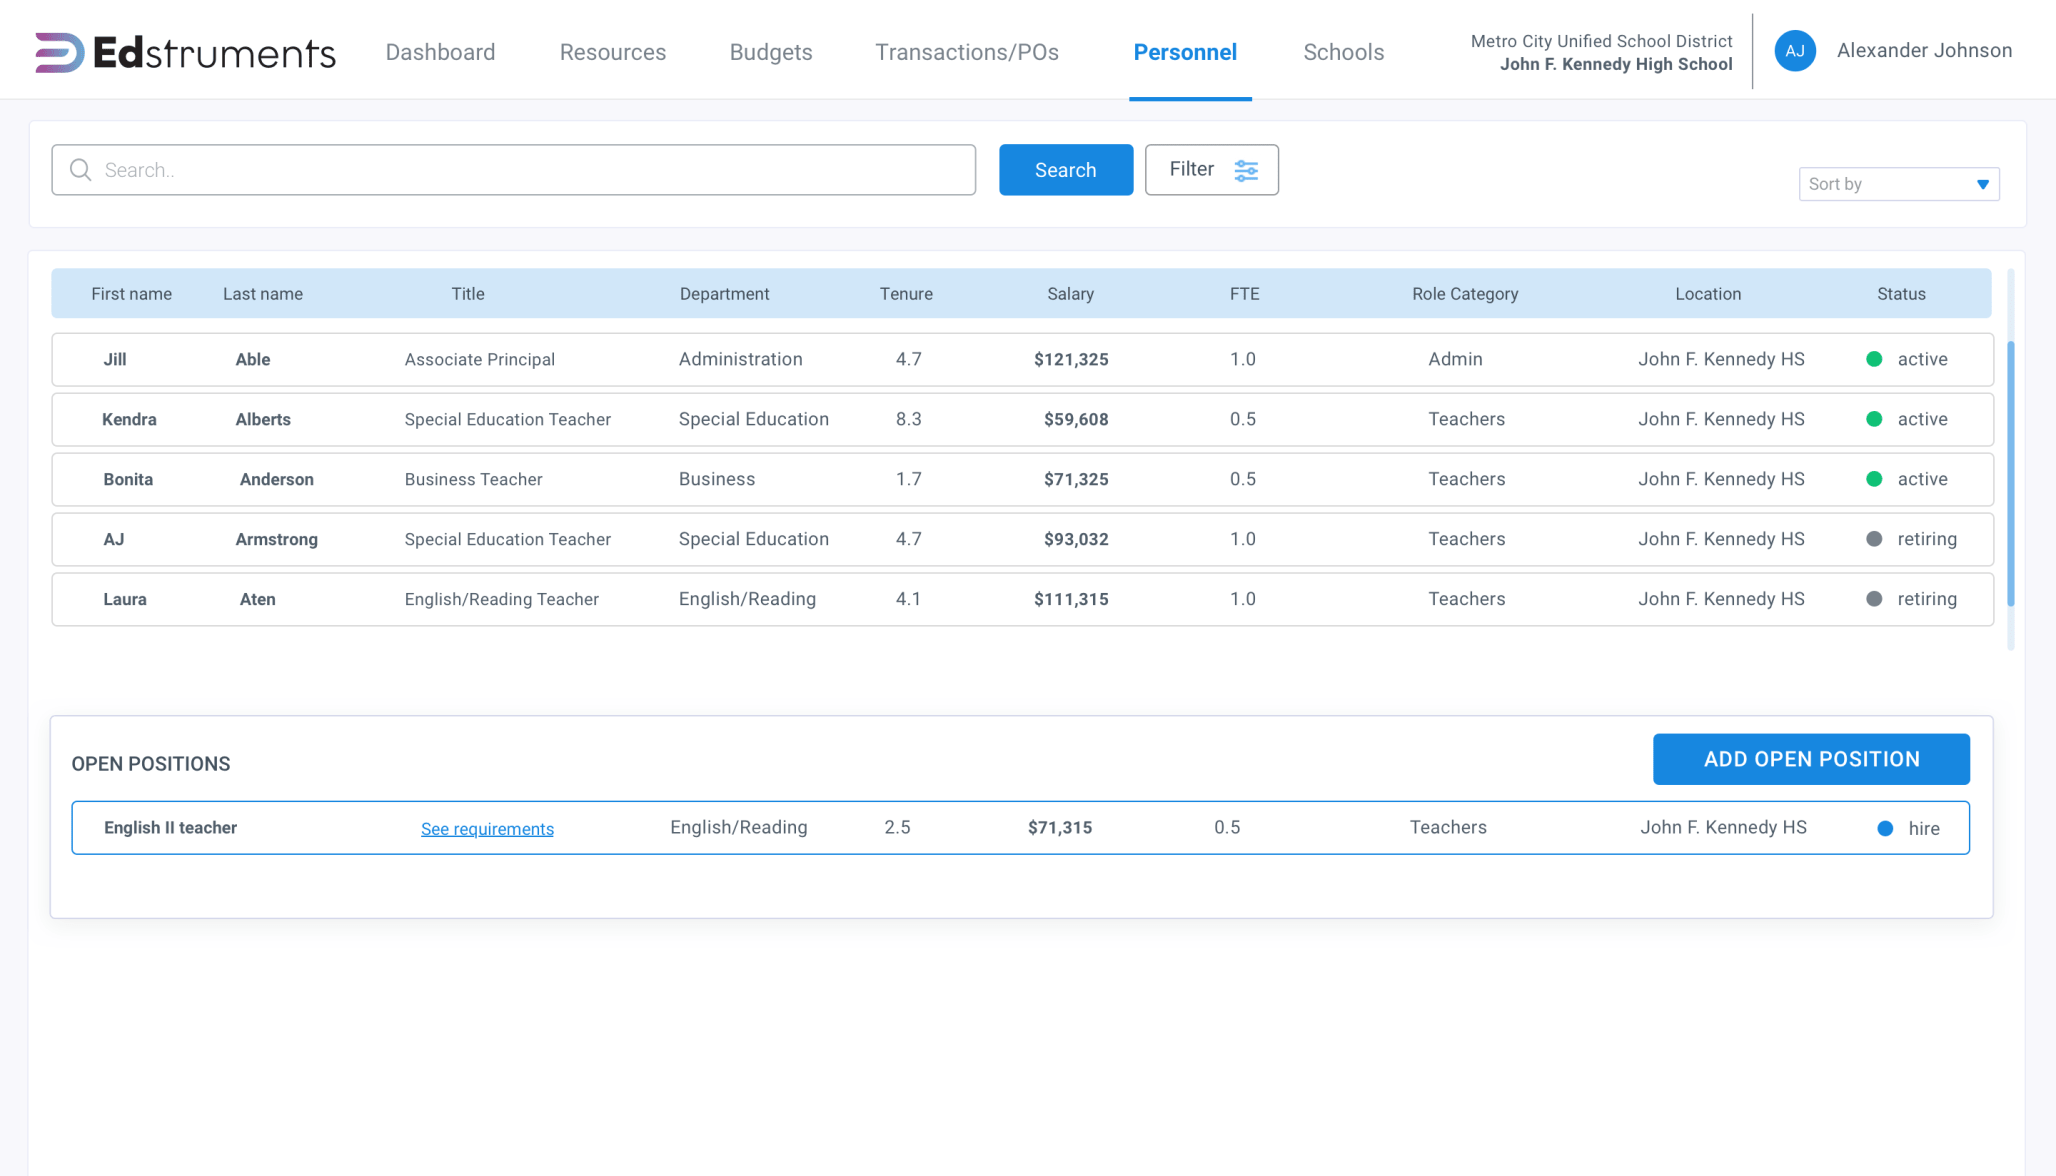 Edstruments Dashboard Resources Budgets Transactions/POs Personnel Schools
Metro City Unified School District
John F. Kennedy High School
AJ Alexander Johnson
Search.. Search Filter Sort by
First name Last name Title Department Tenure Salary FTE Role Category Location Status
Jill Able Associate Principal Administration 4.7 $121,325 1.0 Admin John F. Kennedy HS active
Kendra Alberts Special Education Teacher Special Education 8.3 $59,608 0.5 Teachers John F. Kennedy HS active
Bonita Anderson Business Teacher Business 1.7 $71,325 0.5 Teachers John F. Kennedy HS active
AJ Armstrong Special Education Teacher Special Education 4.7 $93,032 1.0 Teachers John F. Kennedy HS retiring
Laura Aten English/Reading Teacher English/Reading 4.1 $111,315 1.0 Teachers John F. Kennedy HS retiring
OPEN POSITIONS ADD OPEN POSITION
English II teacher See requirements English/Reading 2.5 $71,315 0.5 Teachers John F. Kennedy HS hire